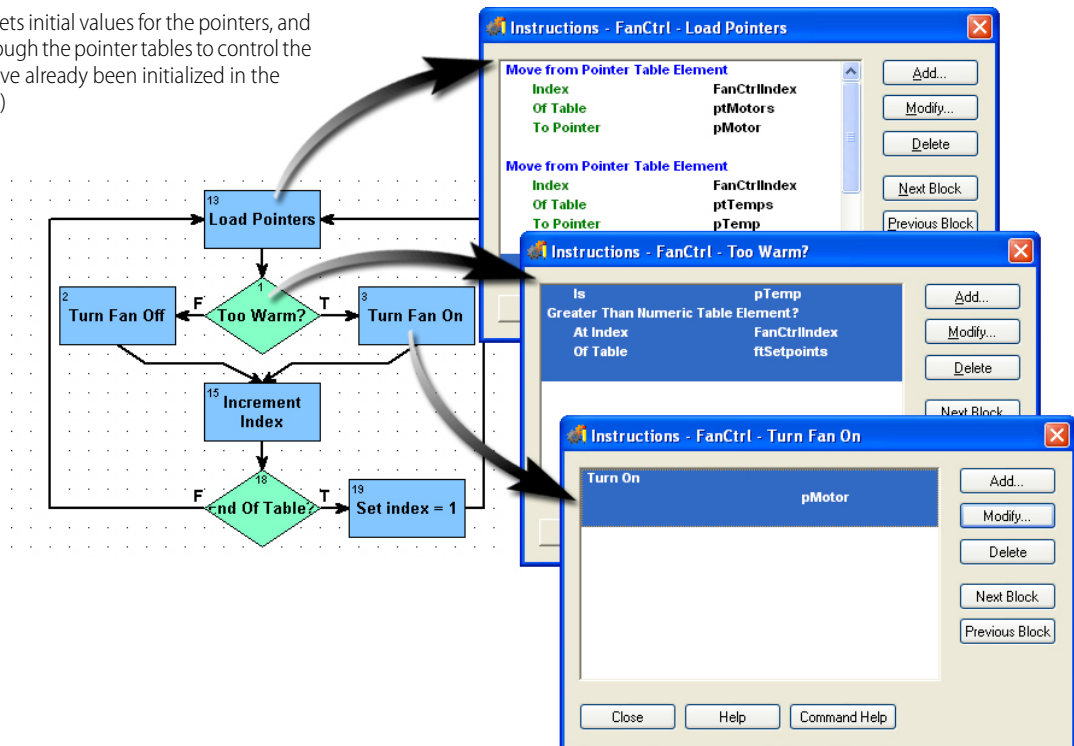 ets initial values for the pointers, and
ough the pointer tables to control the
ve already been initialized in the
)
Instructions - FanCtrl - Load Pointers
Move from Pointer Table Element
Index FanCtrlIndex
Of Table ptMotors
To Pointer pMotor
Move from Pointer Table Element
Index FanCtrlIndex
Of Table ptTemps
To Pointer pTemp
Add...
Modify...
Delete
Next Block
Previous Block
13
Load Pointers
1
Too Warm?
F
T
2
Turn Fan Off
3
Turn Fan On
15
Increment
Index
18
End Of Table?
F
T
19
Set index = 1
Instructions - FanCtrl - Too Warm?
Is pTemp
Greater Than Numeric Table Element?
At Index FanCtrlIndex
Of Table ftSetpoints
Add...
Modify...
Delete
Next Block
Instructions - FanCtrl - Turn Fan On
Turn On
pMotor
Add...
Modify...
Delete
Next Block
Previous Block
Close Help Command Help